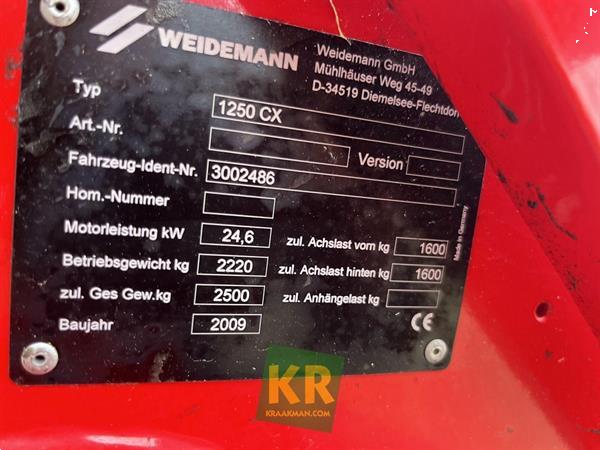 WEIDEMANN
Weidemann GmbH
Mühlhäuser Weg 45-49
D-34519 Diemelsee-Flechtdorf
Typ 1250 CX
Art.-Nr. Version
Fahrzeug-Ident-Nr. 3002486
Hom.-Nummer
Motorleistung kW 24,6 zul. Achslast vorn kg 1600
Betriebsgewicht kg 2220 zul. Achslast hinten kg 1600
zul. Ges Gew.kg 2500 zul. Anhängelast kg
Baujahr 2009 CE
Made in Germany
KR
KRAAKMAN.COM